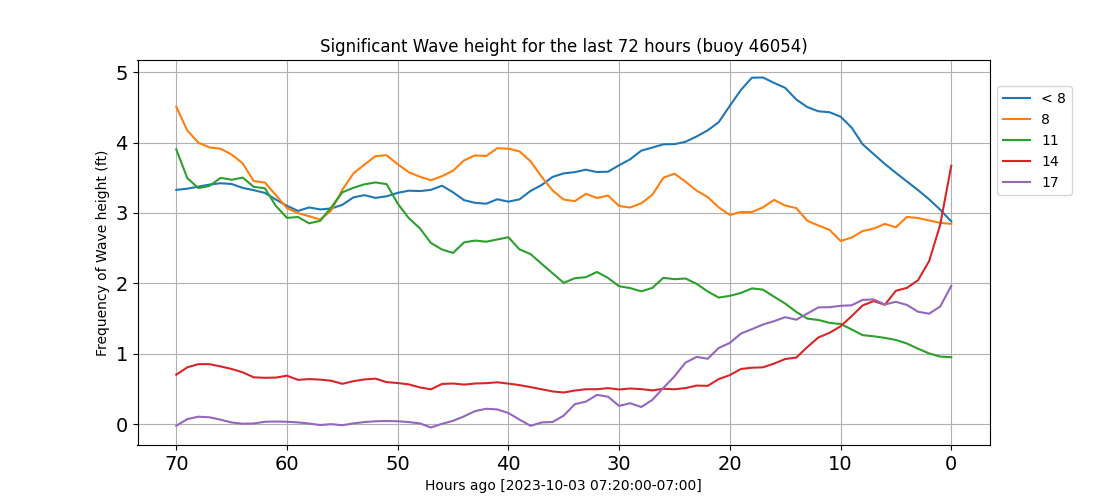 Significant Wave height for the last 72 hours (buoy 46054)
Frequency of Wave height (ft)
5
4
3
2
1
0
70 60 50 40 30 20 10 0
Hours ago [2023-10-03 07:20:00-07:00]
< 8
8
11
14
17